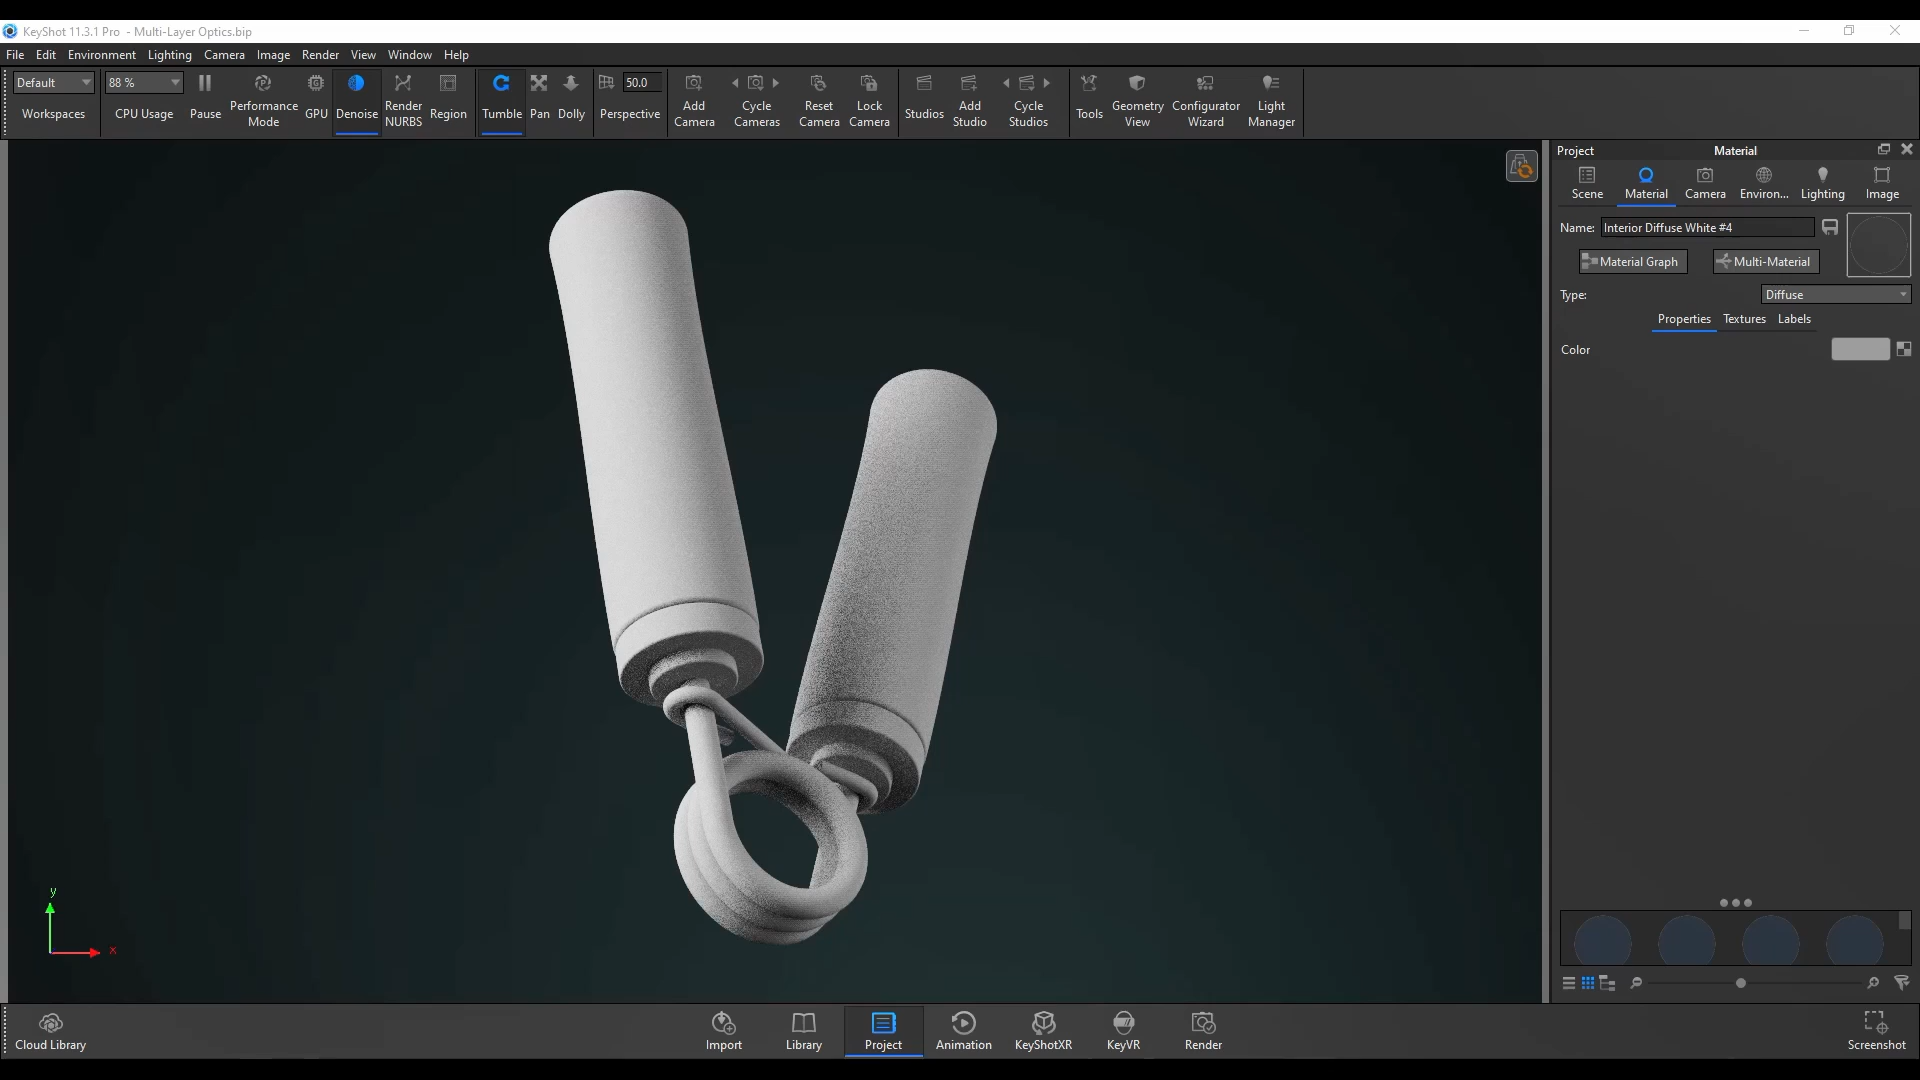 KeyShot 11.3.1 Pro - Multi-Layer Optics.bip
File Edit Environment Lighting Camera Image Render View Window Help
Default
Workspaces
88 %
CPU Usage
Pause
Performance
Mode
GPU
Denoise
Render
NURBS
Region
Tumble
Pan
Dolly
50.0
Perspective
Add
Camera
Cycle
Cameras
Reset
Camera
Lock
Camera
Studios
Add
Studio
Cycle
Studios
Tools
Geometry
View
Configurator
Wizard
Light
Manager
Project
Material
Scene
Material
Camera
Environ...
Lighting
Image
Name: Interior Diffuse White #4
Material Graph
Multi-Material
Type: Diffuse
Properties Textures Labels
Color
y
x
Cloud Library
Import
Library
Project
Animation
KeyShotXR
KeyVR
Render
Screenshot